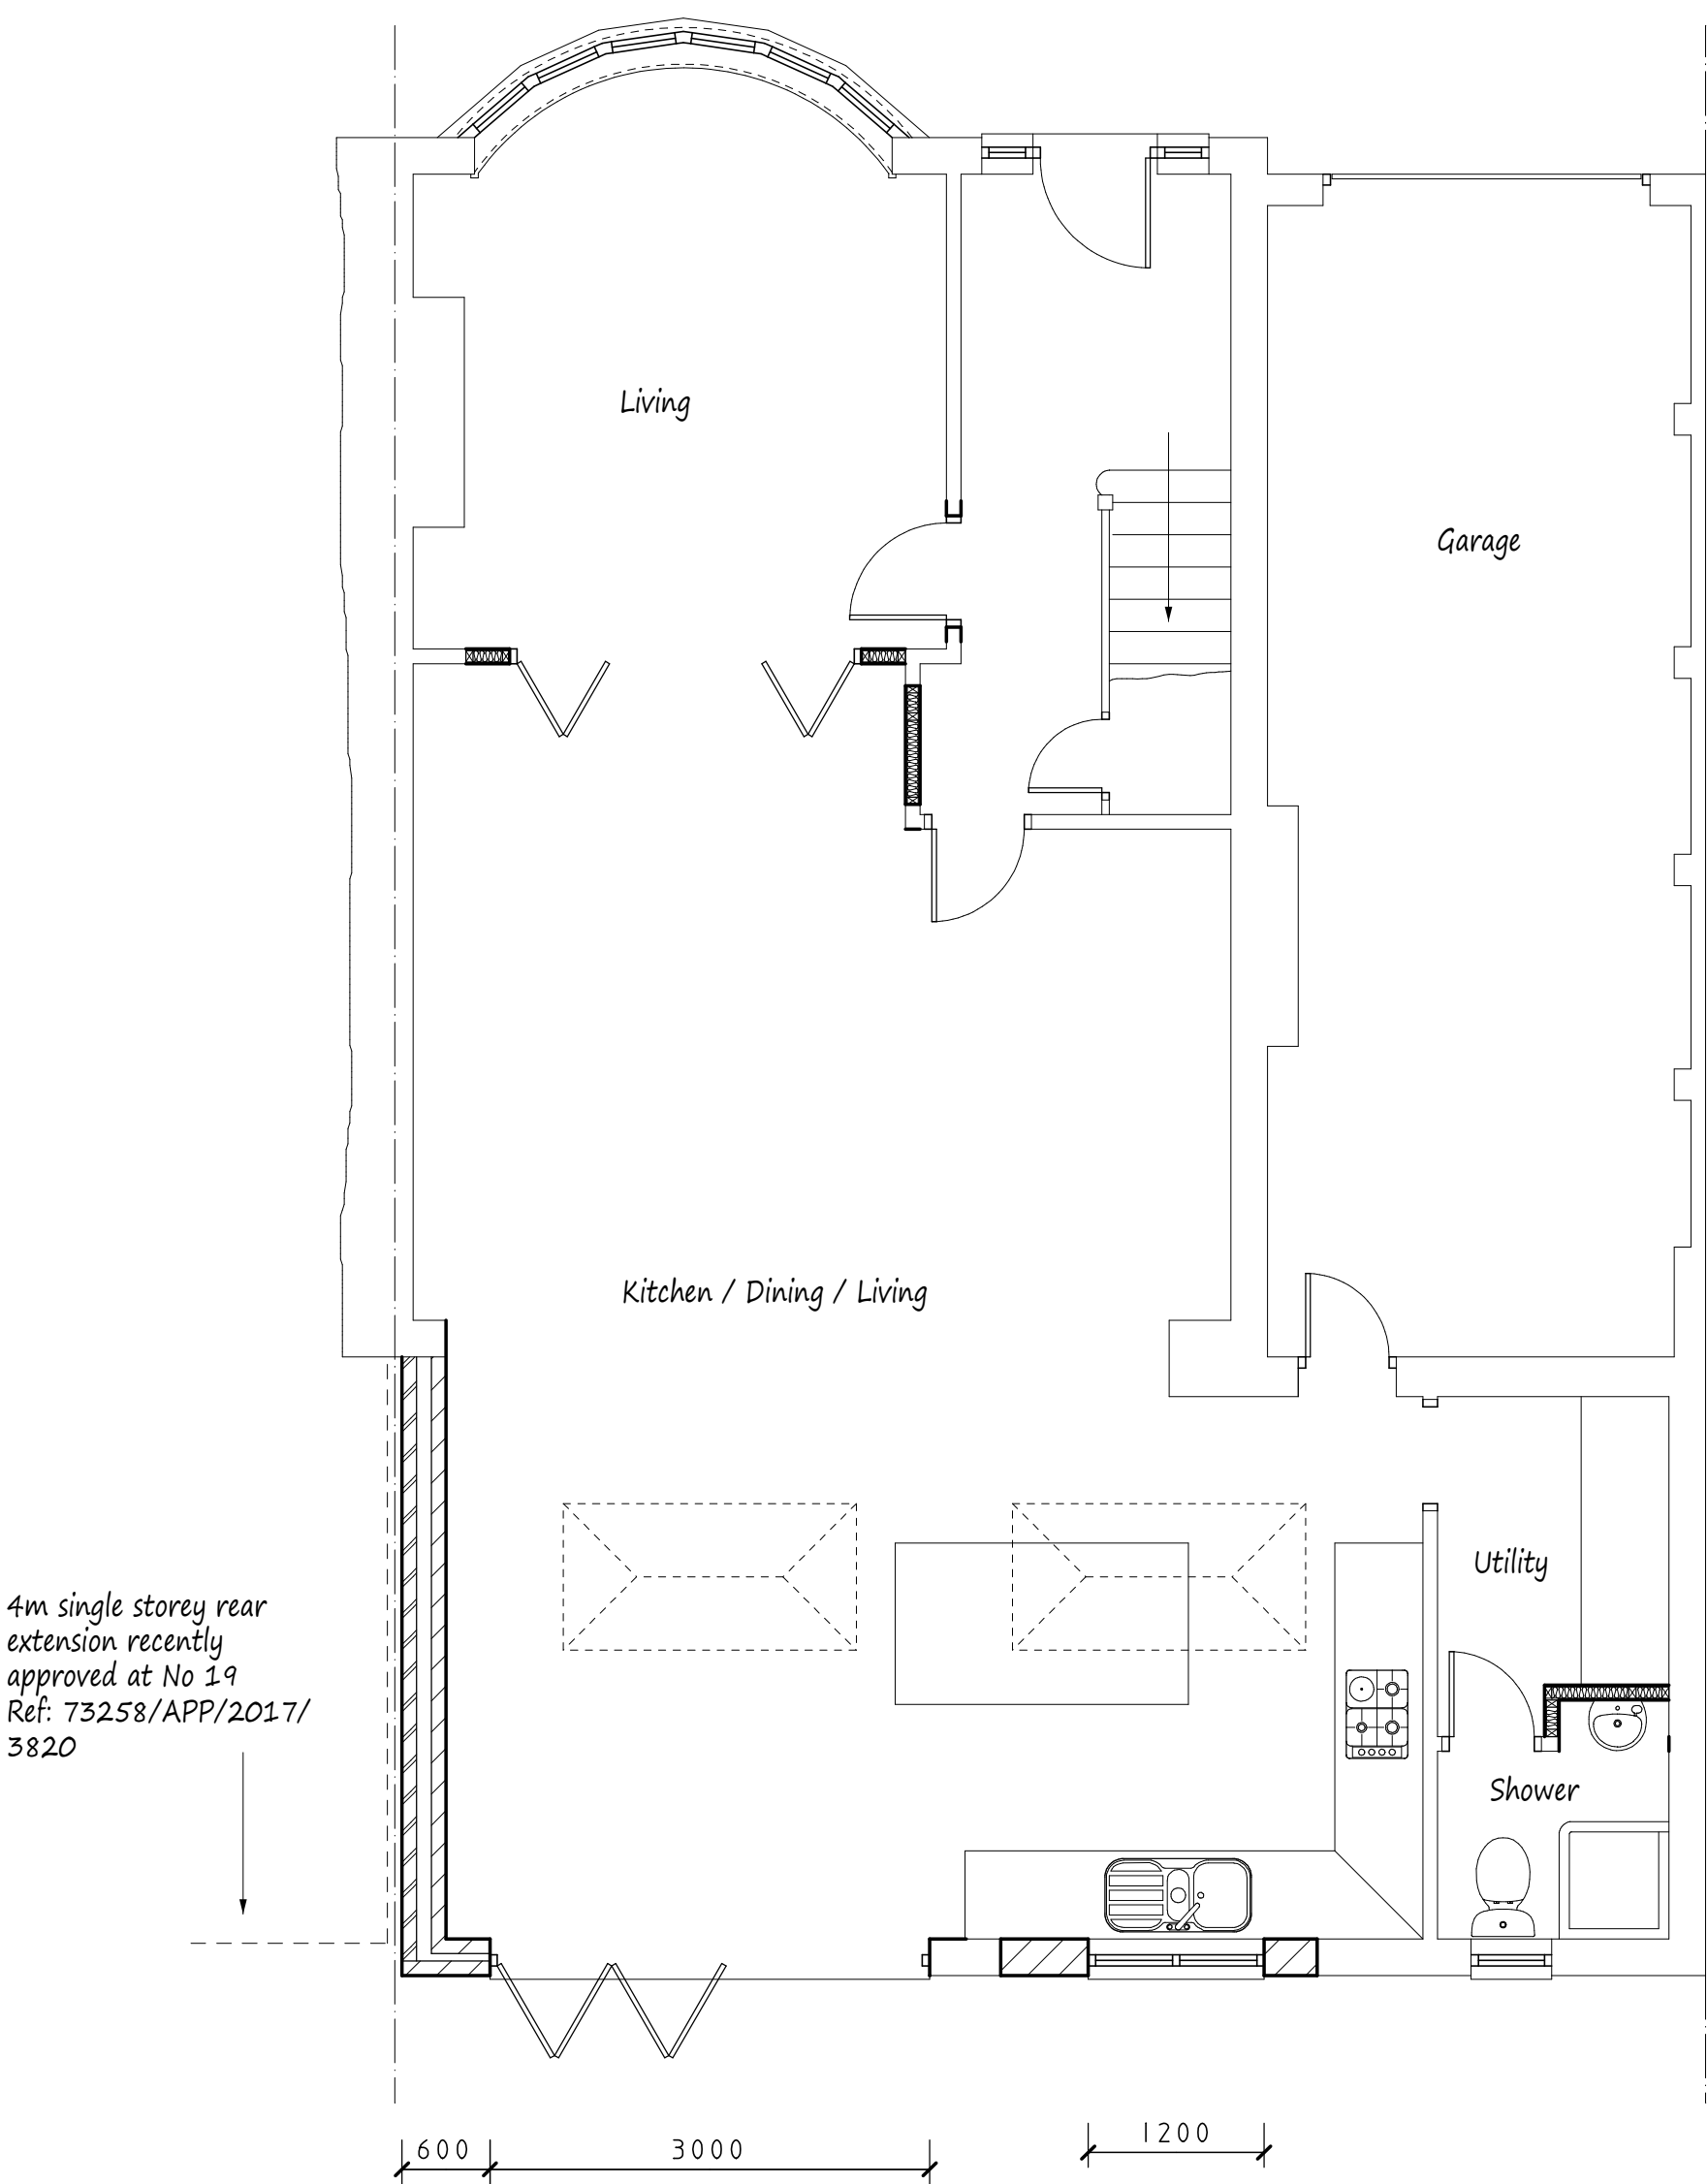 Living
Garage
Kitchen / Dining / Living
Utility
4m single storey rear
extension recently
approved at No 19
Ref: 73258/APP/2017/
3820
Shower
1200
600
3000